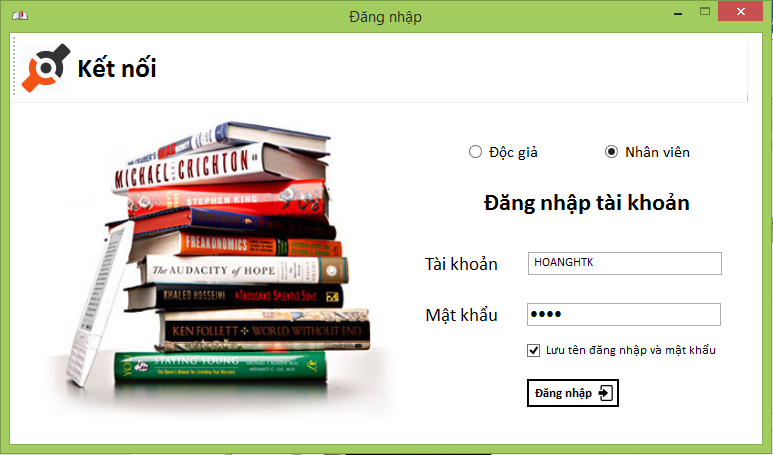 Đăng nhập
Kết nối
Độc giả
Nhân viên
Đăng nhập tài khoản
Tài khoản
HOANGHTK
Mật khẩu
Lưu tên đăng nhập và mật khẩu
Đăng nhập
MICHAEL CRICHTON
STEPHEN KING
FREAKONOMICS
THE AUDACITY OF HOPE
KHALED HOSSEINI A THOUSAND SPLENDID SUNS
KEN FOLLETT WORLD WITHOUT END
YOU STAYING YOUNG